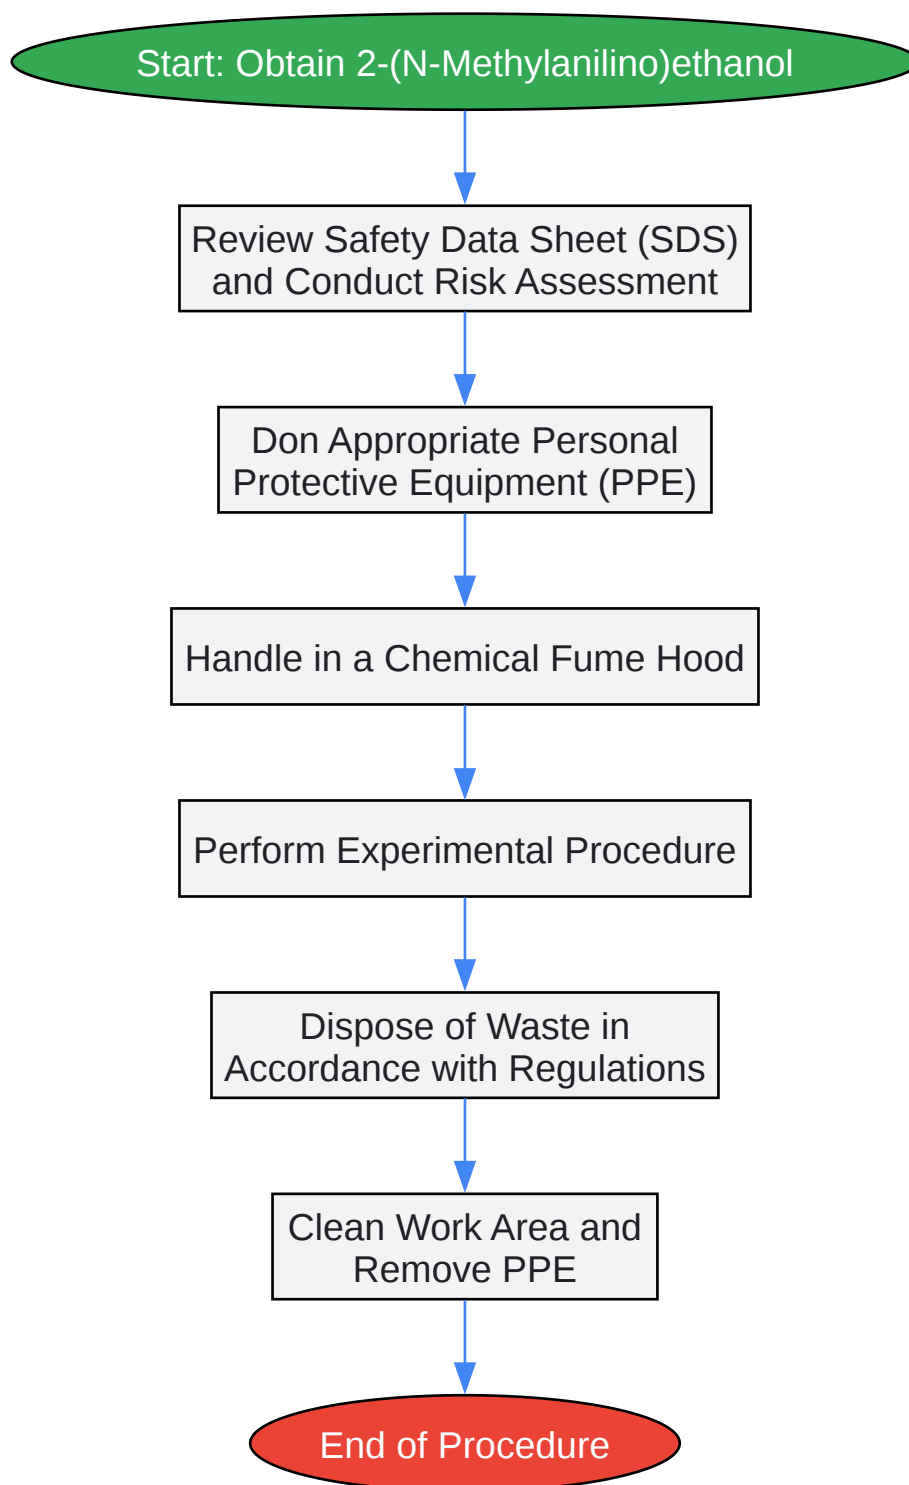 Start: Obtain 2-(N-Methylanilino)ethanol
Review Safety Data Sheet (SDS)
and Conduct Risk Assessment
Don Appropriate Personal
Protective Equipment (PPE)
Handle in a Chemical Fume Hood
Perform Experimental Procedure
Dispose of Waste in
Accordance with Regulations
Clean Work Area and
Remove PPE
End of Procedure